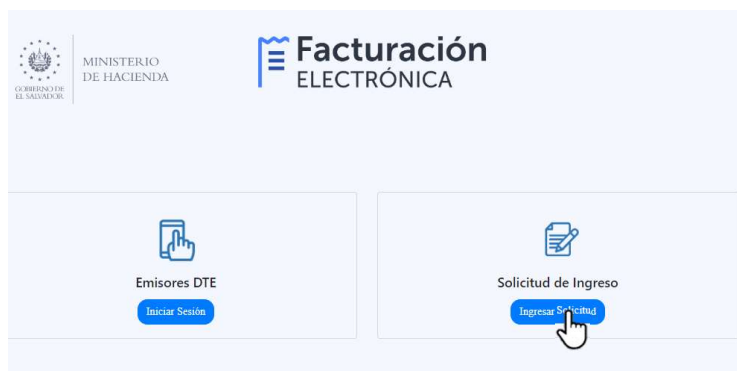 GOBIERNO DE
EL SALVADOR
MINISTERIO
DE HACIENDA
Facturación
ELECTRÓNICA
Emisores DTE
Iniciar Sesión
Solicitud de Ingreso
Ingresar Solicitud